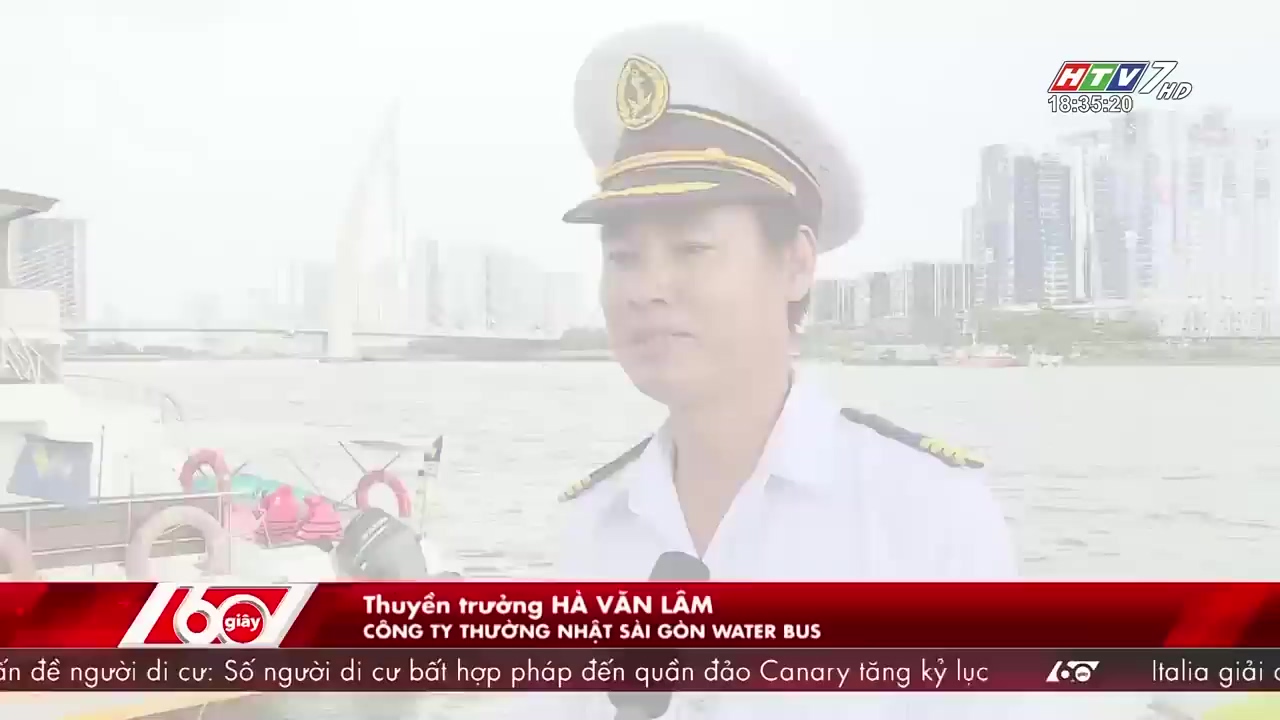 HTV7 HD
18:35:20
60 giây
Thuyền trưởng HÀ VĂN LÂM
CÔNG TY THƯỜNG NHẬT SÀI GÒN WATER BUS
ấn đề người di cư: Số người di cư bất hợp pháp đến quần đảo Canary tăng kỷ lục 60 giây Italia giải c